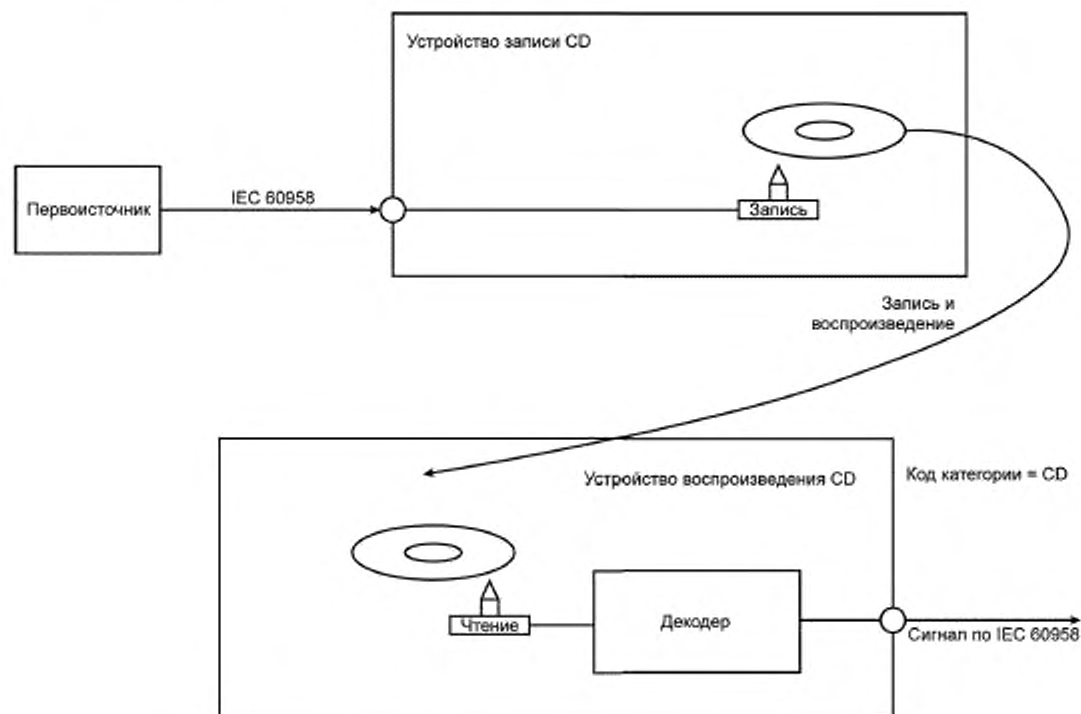 Устройство записи CD
Первоисточник
IEC 60958
Запись
Запись и
воспроизведение
Устройство воспроизведения CD
Код категории = CD
Чтение
Декодер
Сигнал по IEC 60958